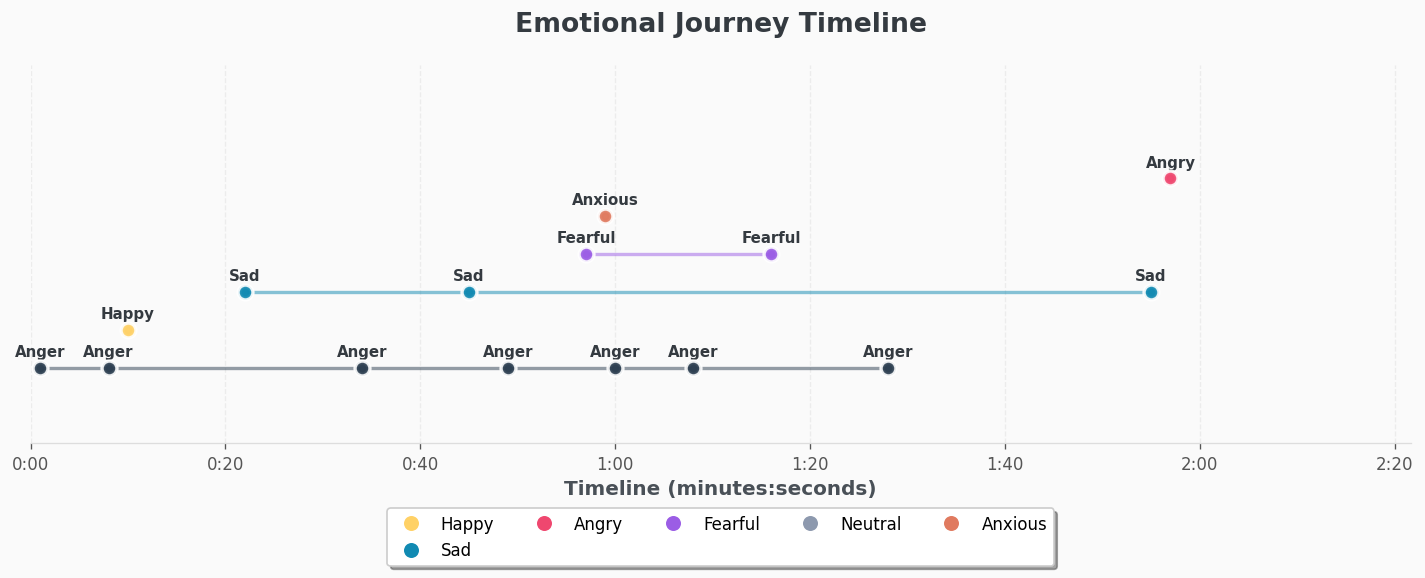 Emotional Journey Timeline
Angry
Anxious
Fearful Fearful
Sad Sad Sad
Happy
Anger Anger Anger Anger Anger Anger Anger
0:00 0:20 0:40 1:00 1:20 1:40 2:00 2:20
Timeline (minutes:seconds)
Happy Angry Fearful Neutral Anxious
Sad